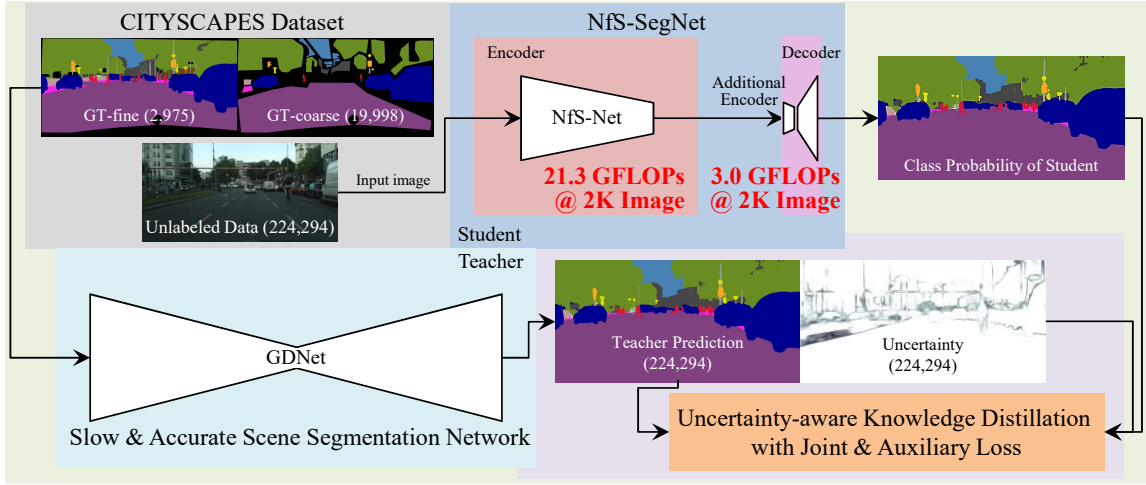 CITYSCAPES Dataset
GT-fine (2,975)
GT-coarse (19,998)
Unlabeled Data (224,294)
Input image
NfS-SegNet
Encoder
NfS-Net
21.3 GFLOPs
@ 2K Image
Additional
Encoder
Decoder
3.0 GFLOPs
@ 2K Image
Class Probability of Student
Student
Teacher
GDNet
Slow & Accurate Scene Segmentation Network
Teacher Prediction
(224,294)
Uncertainty
(224,294)
Uncertainty-aware Knowledge Distillation
with Joint & Auxiliary Loss